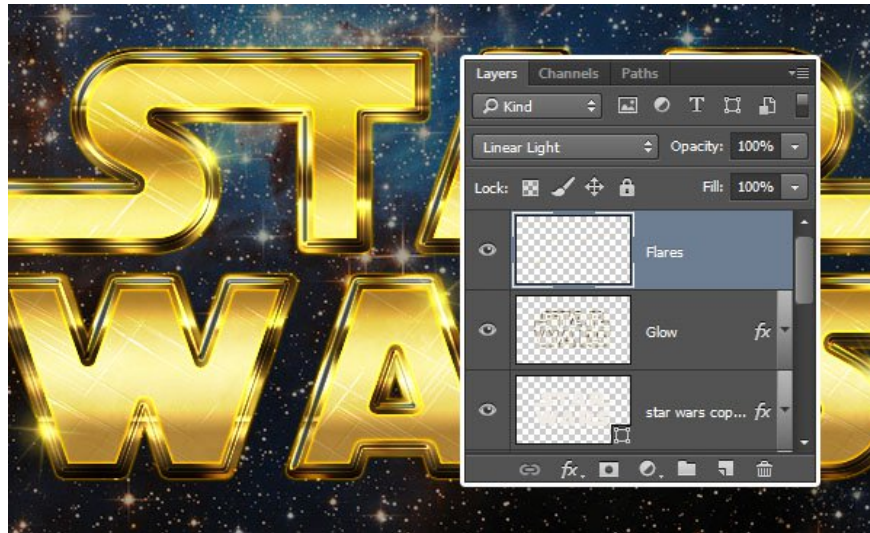 STAR
WARS
Layers Channels Paths
Kind
Linear Light Opacity: 100%
Lock: Fill: 100%
Flares
Glow fx
star wars cop... fx
fx.